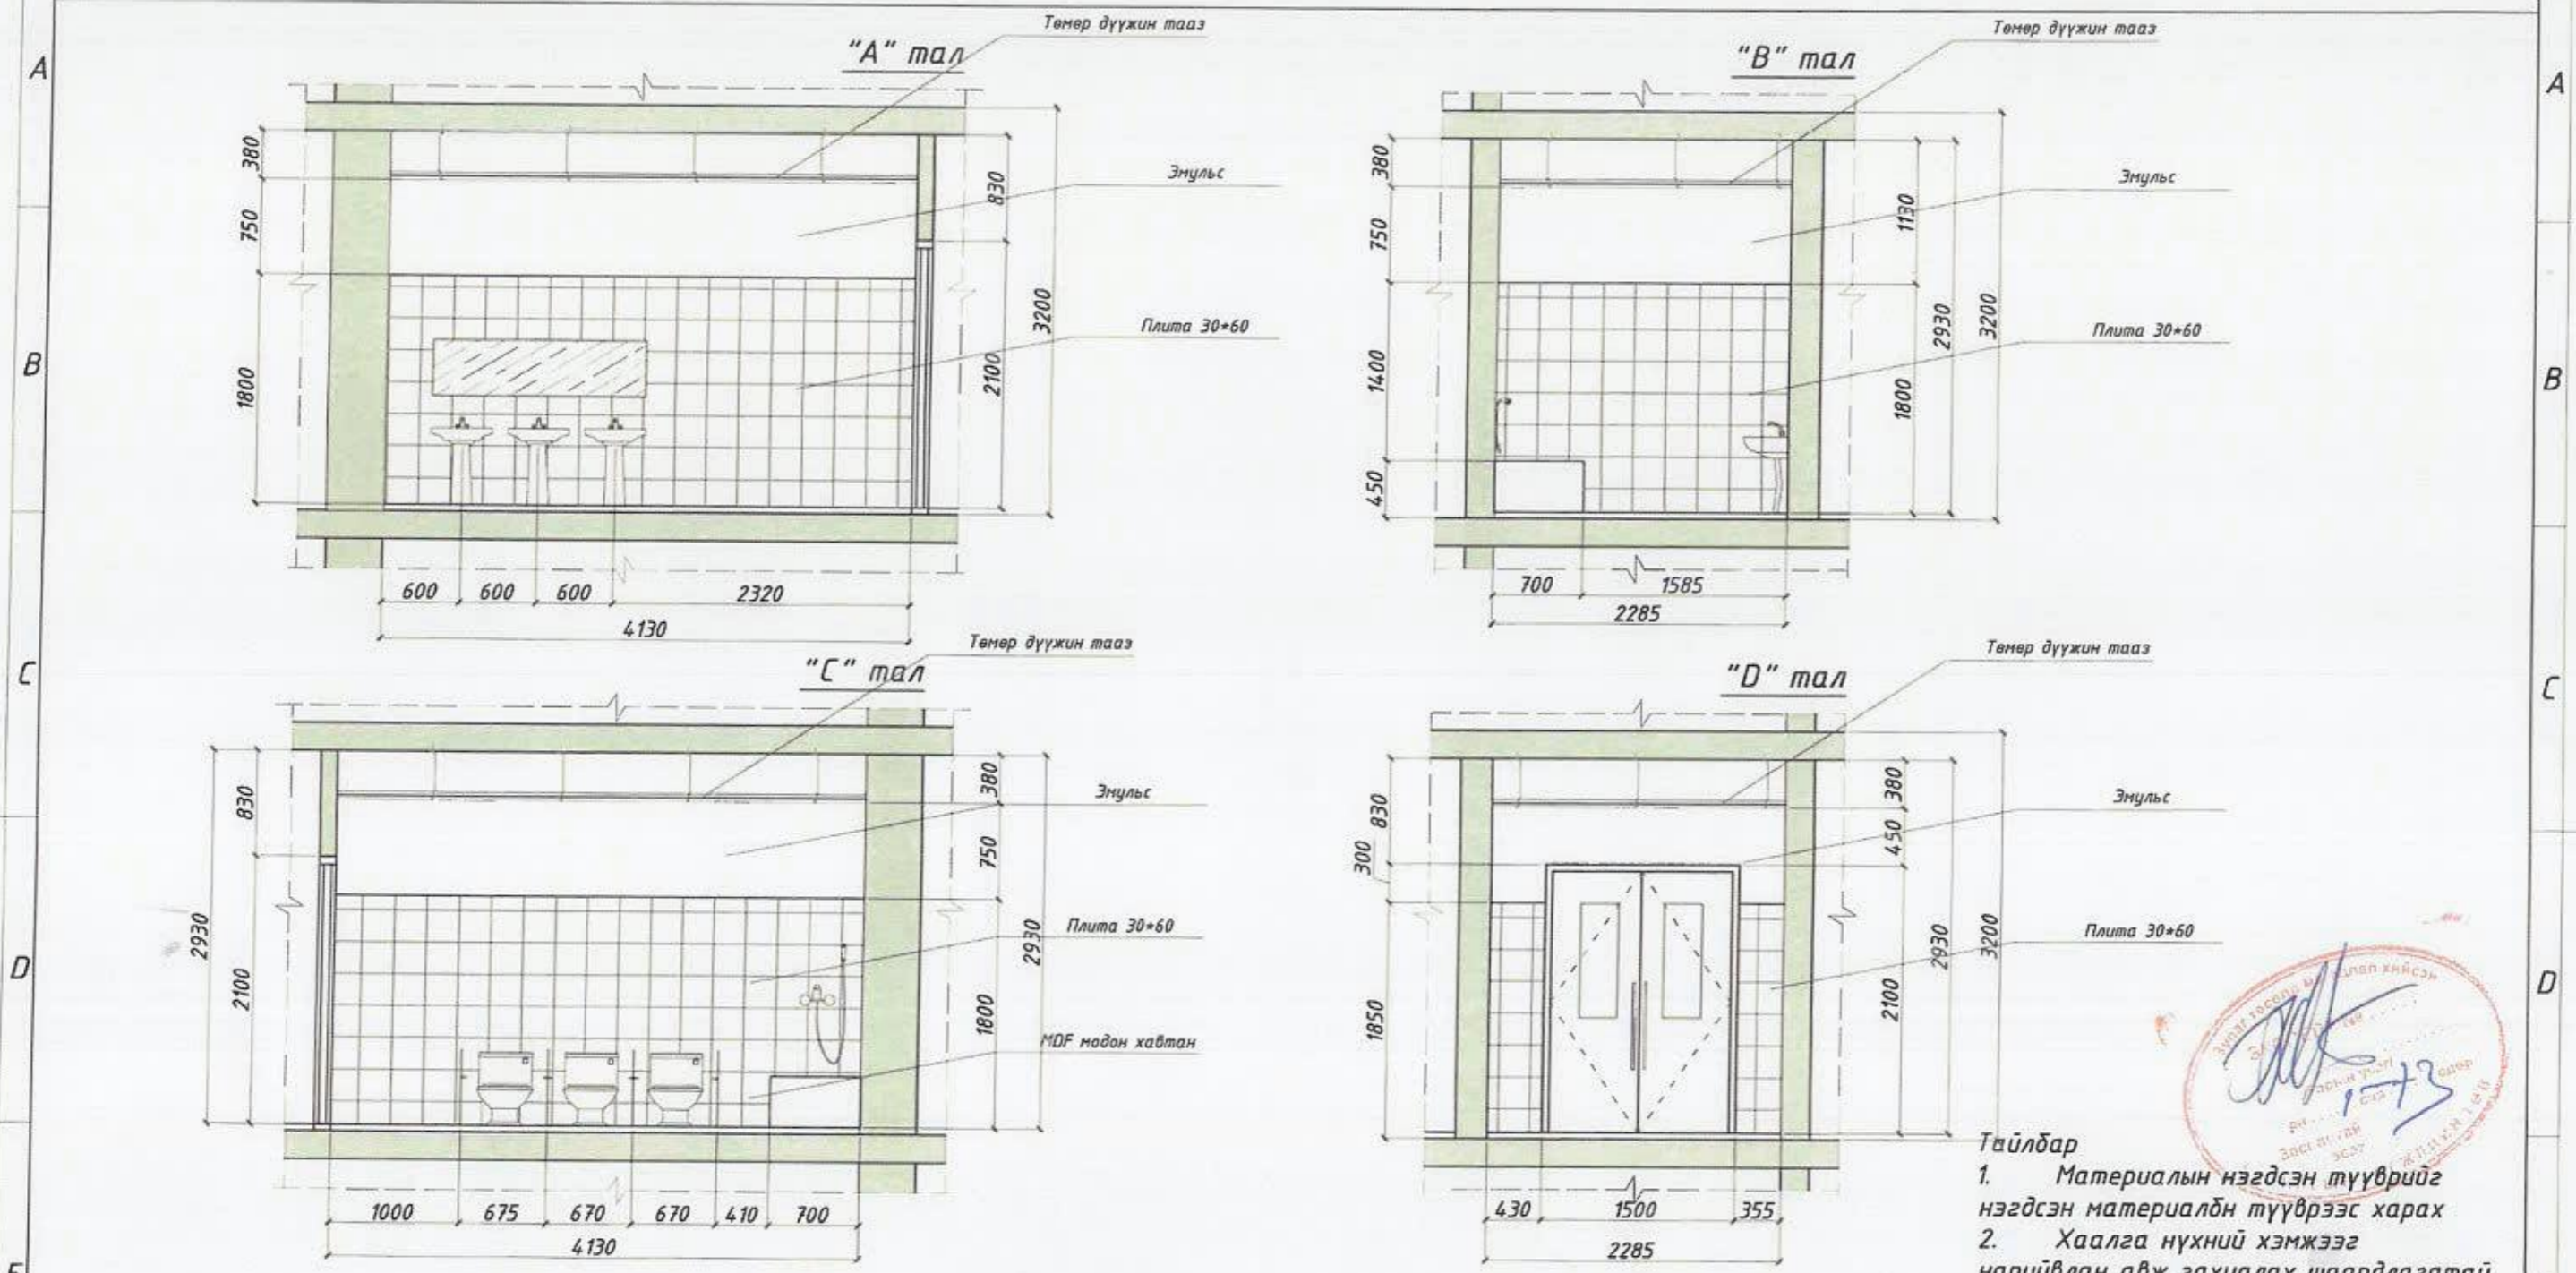 A
A
B
B
C
C
D
D
"A" тал
Төмөр дүүжин тааз
Эмульс
Плита 30*60
380
750
1800
830
2100
3200
600
600
600
2320
4130
"B" тал
Төмөр дүүжин тааз
Эмульс
Плита 30*60
380
750
1400
450
1130
1800
2930
3200
700
1585
2285
"C" тал
Төмөр дүүжин тааз
Эмульс
Плита 30*60
MDF модон хавтан
2930
830
2100
380
750
1800
2930
1000
675
670
670
410
700
4130
"D" тал
Төмөр дүүжин тааз
Эмульс
Плита 30*60
830
300
1850
380
450
2100
2930
3200
430
1500
355
2285
Тайлбар
1. Материалын нэгдсэн түүврийг
нэгдсэн материалбн түүврээс харах
2. Хаалга нүхний хэмжээг
нарийвлан авж захиалах шаардлагатай